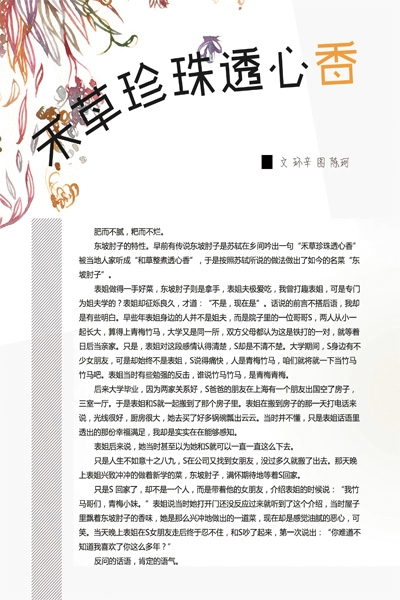 禾草珍珠透心香
文 环辛 图 陈珂
肥而不腻，粑而不烂。
东坡肘子的特性。早前有传说东坡肘子是苏轼在乡间吟出一句“禾草珍珠透心香”
被当地人家听成“和草整煮透心香”，于是按照苏轼所说的做法做出了如今的名菜“东
坡肘子”。
表姐做得一手好菜，东坡肘子则是拿手，表姐夫极爱吃，我曾打趣表姐，可是专门
为姐夫学的？表姐却征烁良久，才道：“不是，现在是”。话说的前言不搭后语，我却
是有些明白。早些年表姐身边的人并不是姐夫，而是院子里的一位哥哥S，两人从小一
起长大，算得上青梅竹马，大学又是同一所，双方父母都认为这是铁打的一对，就等着
日后当亲家。只是，表姐对这段感情认得清楚，S却是不清不楚。大学期间，S身边有不
少女朋友，可是却始终不是表姐，S说得痛快，人是青梅竹马，咱们就将就一下当竹马
竹马吧。表姐当时有些勉强的反击，谁说竹马竹马，是青梅青梅。
后来大学毕业，因为两家关系好，S爸爸的朋友在上海有一个朋友出国空了房子，
三室一厅。于是表姐和S就一起搬到了那个房子里。表姐在搬到房子的那一天打电话来
说，光线很好，厨房很大，她去买了好多锅碗瓢出云云。当时并不懂，只是表姐话语里
透出的那份幸福满足，我却是实实在在能够感知。
表姐后来说，她当时甚至以为她和S就可以一直一直这么下去。
只是人生不如意十之八九，S在公司又找到女朋友，没过多久就搬了出去。那天晚
上表姐兴致冲冲的做着新学的菜，东坡肘子，满怀期待地等着S回家。
只是S 回家了，却不是一个人，而是带着他的女朋友，介绍表姐的时候说：“我竹
马哥们，青梅小妹。”表姐说当时她打开门还没反应过来就听到了这个介绍，当时屋子
里飘着东坡肘子的香味，她是那么兴冲地做出的一道菜，现在却是感觉油腻的恶心，可
笑。当天晚上表姐在S女朋友走后终于忍不住，和S吵了起来，第一次说出：“你难道不
知道我喜欢了你这么多年？”
反问的话语，肯定的语气。